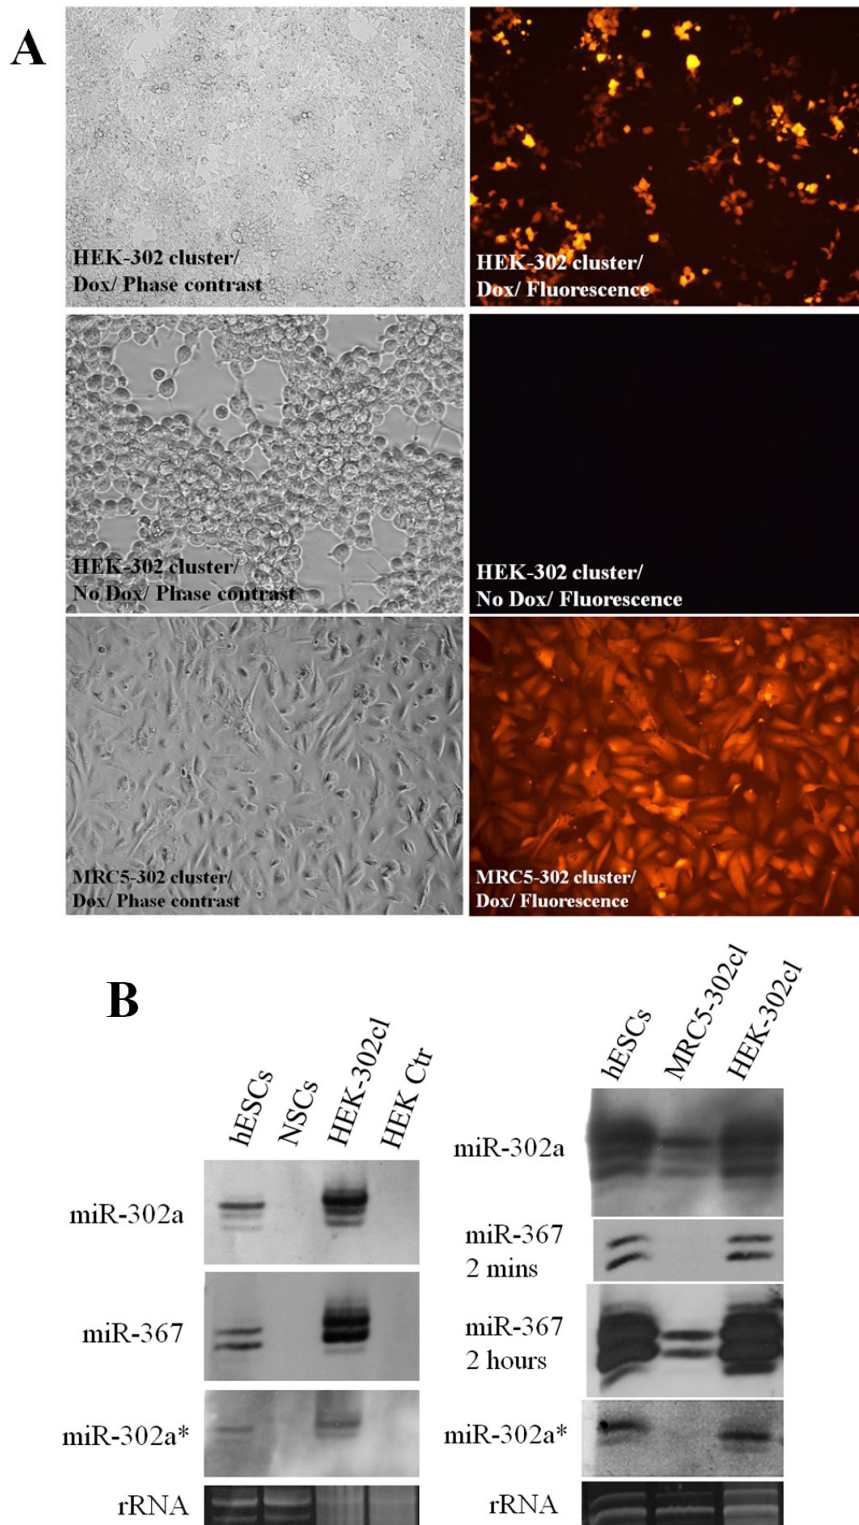 A
HEK-302 cluster/
Dox/ Phase contrast
HEK-302 cluster/
Dox/ Fluorescence
HEK-302 cluster/
No Dox/ Phase contrast
HEK-302 cluster/
No Dox/ Fluorescence
MRC5-302 cluster/
Dox/ Phase contrast
MRC5-302 cluster/
Dox/ Fluorescence
B
hESCs
NSCs
HEK-302cl
HEK Ctr
miR-302a
miR-367
miR-302a*
rRNA
hESCs
MRC5-302cl
HEK-302cl
miR-302a
miR-367
2 mins
miR-367
2 hours
miR-302a*
rRNA